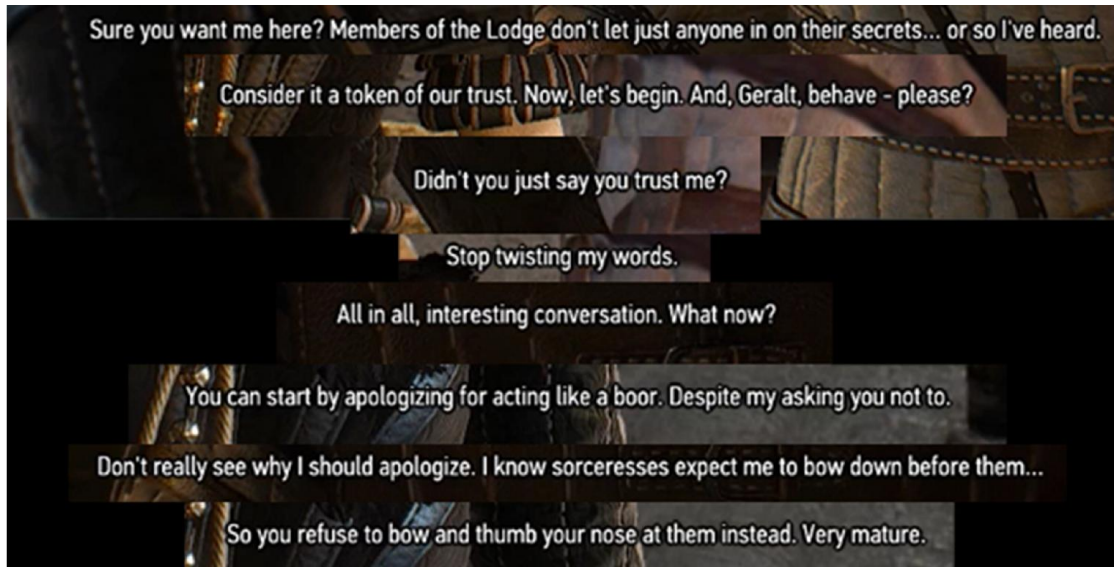 Sure you want me here? Members of the Lodge don't let just anyone in on their secrets... or so I've heard.
Consider it a token of our trust. Now, let's begin. And, Geralt, behave - please?
Didn't you just say you trust me?
Stop twisting my words.
All in all, interesting conversation. What now?
You can start by apologizing for acting like a boor. Despite my asking you not to.
Don't really see why I should apologize. I know sorceresses expect me to bow down before them...
So you refuse to bow and thumb your nose at them instead. Very mature.